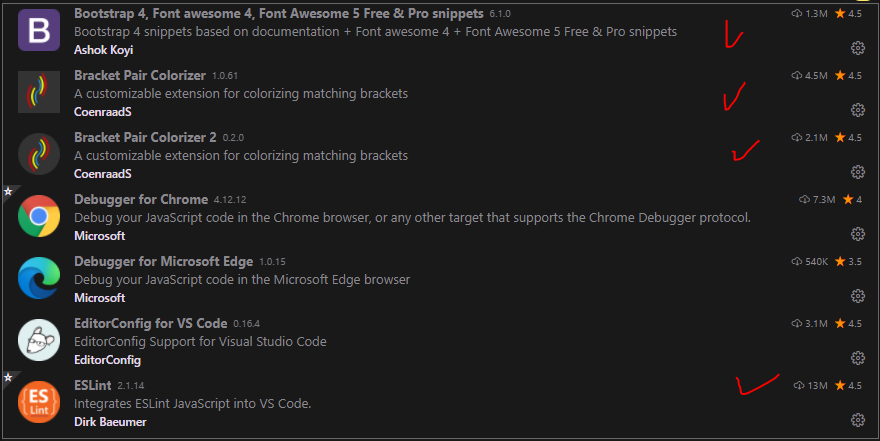 Bootstrap 4, Font awesome 4, Font Awesome 5 Free & Pro snippets 6.1.0 1.3M 4.5
B
Bootstrap 4 snippets based on documentation + Font awesome 4 + Font Awesome 5 Free & Pro snippets
Ashok Koyi
Bracket Pair Colorizer 1.0.61 4.5M 4.5
A customizable extension for colorizing matching brackets
CoenraadS
Bracket Pair Colorizer 2 0.2.0 2.1M 4.5
A customizable extension for colorizing matching brackets
CoenraadS
Debugger for Chrome 4.12.12 7.3M 4
Debug your JavaScript code in the Chrome browser, or any other target that supports the Chrome Debugger protocol.
Microsoft
Debugger for Microsoft Edge 1.0.15 540K 3.5
Debug your JavaScript code in the Microsoft Edge browser
Microsoft
EditorConfig for VS Code 0.16.4 3.1M 4.5
EditorConfig Support for Visual Studio Code
EditorConfig
ESLint 2.1.14 13M 4.5
ES
Lint
Integrates ESLint JavaScript into VS Code.
Dirk Baeumer